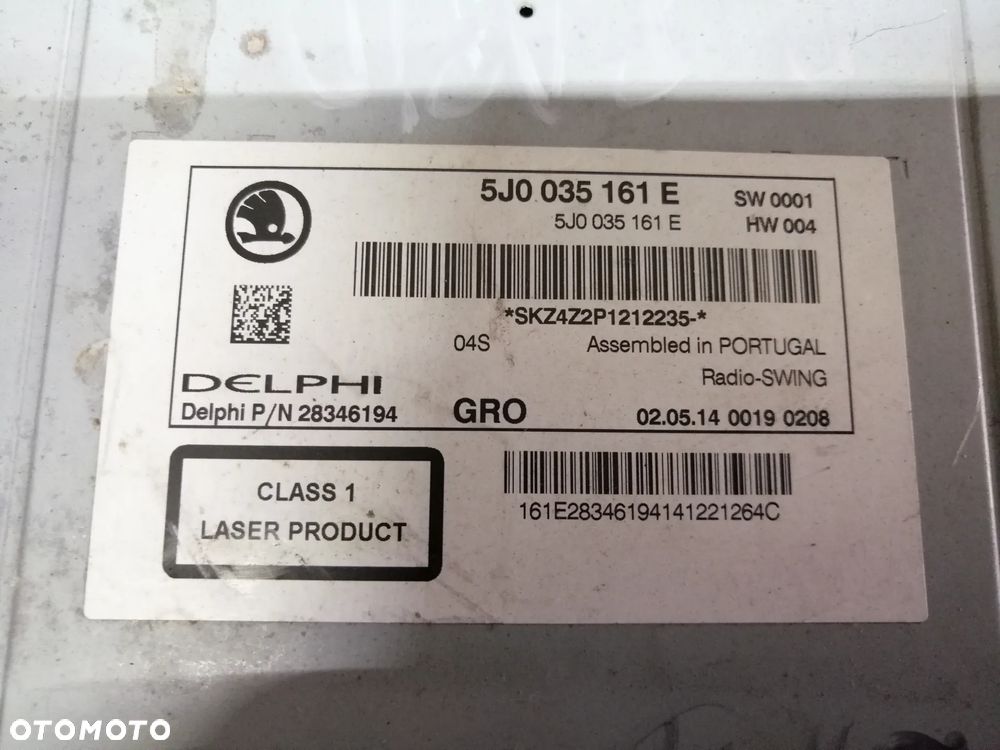 5J0 035 161 E
SW 0001
5J0 035 161 E
HW 004
*SKZ4Z2P1212235-*
04S
Assembled in PORTUGAL
Radio-SWING
DELPHI
Delphi P/N 28346194
GRO
02.05.14 0019 0208
CLASS 1
LASER PRODUCT
161E28346194141221264C
OTOMOTO